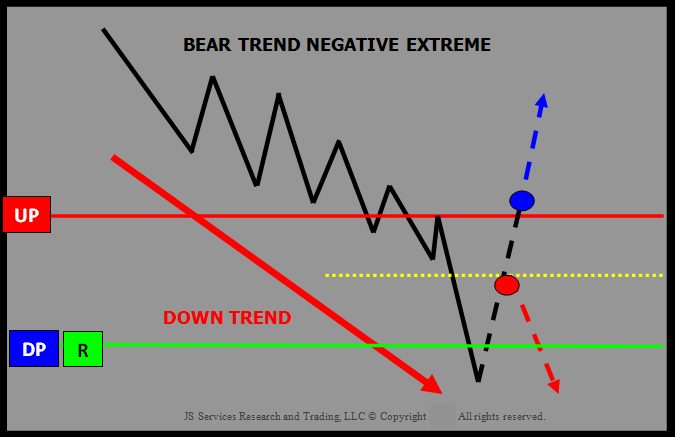 BEAR TREND NEGATIVE EXTREME
UP
DOWN TREND
DP R
JS Services Research and Trading, LLC © Copyright All rights reserved.